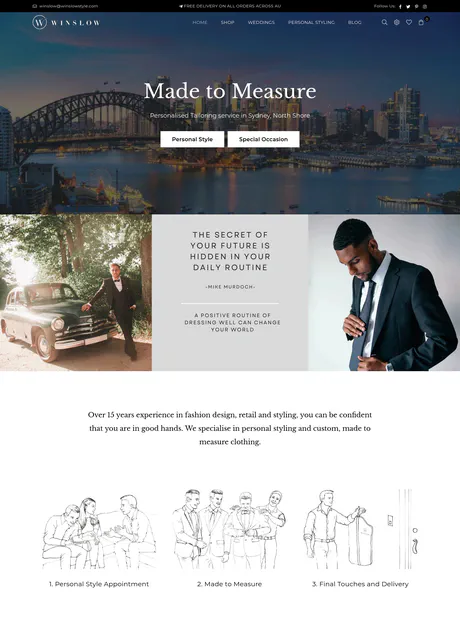 winslow@winslowstyle.com
FREE DELIVERY ON ALL ORDERS ACROSS AU
Follow Us:
WINSLOW
HOME
SHOP
WEDDINGS
PERSONAL STYLING
BLOG
Made to Measure
Personalised Tailoring service in Sydney, North Shore
Personal Style
Special Occasion
THE SECRET OF
YOUR FUTURE IS
HIDDEN IN YOUR
DAILY ROUTINE
-MIKE MURDOCH-
A POSITIVE ROUTINE OF
DRESSING WELL CAN CHANGE
YOUR WORLD
Over 15 years experience in fashion design, retail and styling, you can be confident
that you are in good hands. We specialise in personal styling and custom, made to
measure clothing.
1. Personal Style Appointment
2. Made to Measure
3. Final Touches and Delivery